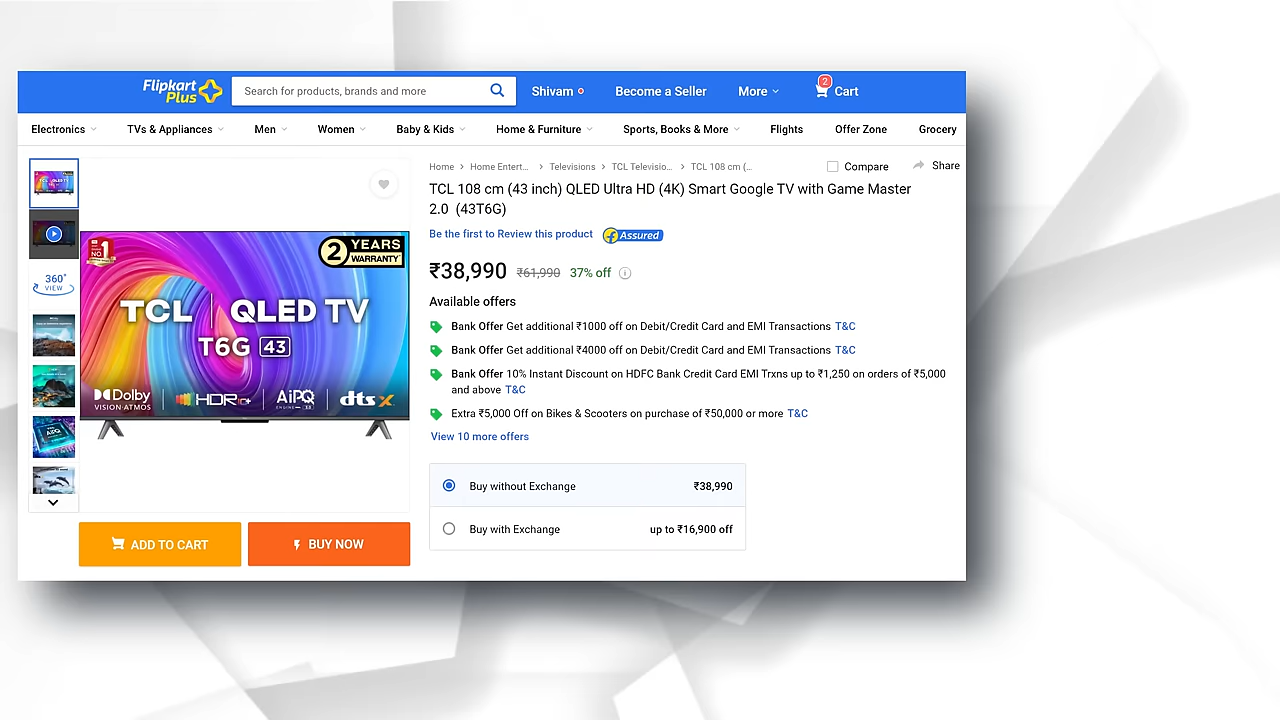 Flipkart
Plus
Search for products, brands and more
Shivam
Become a Seller
More
2
Cart
Electronics
TVs & Appliances
Men
Women
Baby & Kids
Home & Furniture
Sports, Books & More
Flights
Offer Zone
Grocery
Home
Home Entert...
Televisions
TCL Televisio...
TCL 108 cm (...
Compare
Share
TCL 108 cm (43 inch) QLED Ultra HD (4K) Smart Google TV with Game Master
2.0 (43T6G)
Be the first to Review this product
Assured
₹38,990 ₹61,990 37% off
Available offers
Bank Offer Get additional ₹1000 off on Debit/Credit Card and EMI Transactions T&C
Bank Offer Get additional ₹4000 off on Debit/Credit Card and EMI Transactions T&C
Bank Offer 10% Instant Discount on HDFC Bank Credit Card EMI Trxns up to ₹1,250 on orders of ₹5,000
and above T&C
Extra ₹5,000 Off on Bikes & Scooters on purchase of ₹50,000 or more T&C
View 10 more offers
Buy without Exchange ₹38,990
Buy with Exchange up to ₹16,900 off
360°
VIEW
2 YEARS
WARRANTY*
TCL QLED TV
T6G 43
Dolby
VISION·ATMOS
HDR10+
AiPQ
ENGINE
dts X
ADD TO CART
BUY NOW